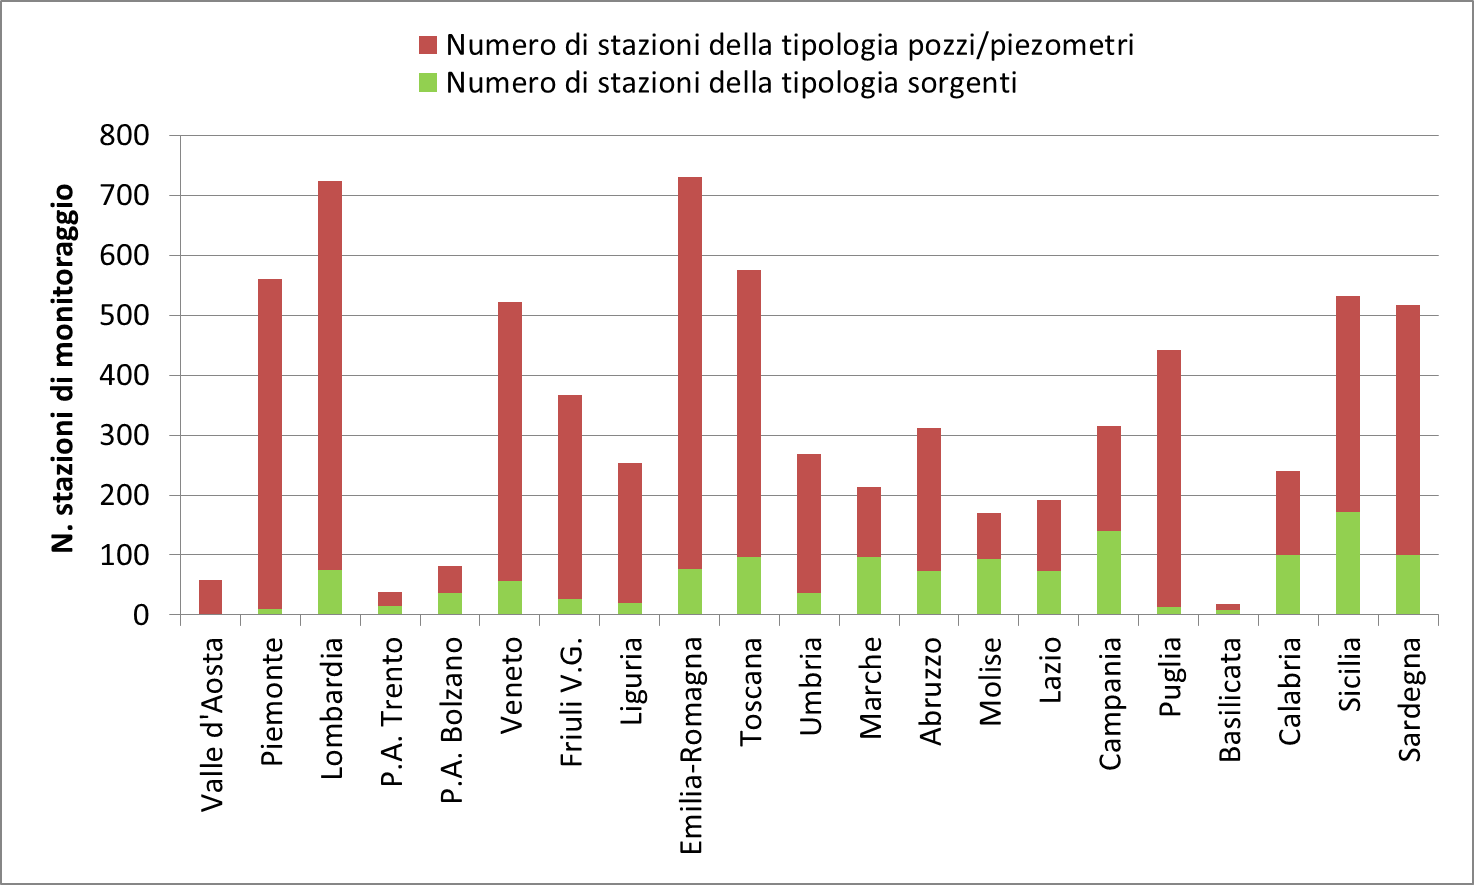 Numero di stazioni della tipologia pozzi/piezometri
Numero di stazioni della tipologia sorgenti
N. stazioni di monitoraggio
800
700
600
500
400
300
200
100
0
Valle d'Aosta
Piemonte
Lombardia
P.A. Trento
P.A. Bolzano
Veneto
Friuli V.G.
Liguria
Emilia-Romagna
Toscana
Umbria
Marche
Abruzzo
Molise
Lazio
Campania
Puglia
Basilicata
Calabria
Sicilia
Sardegna